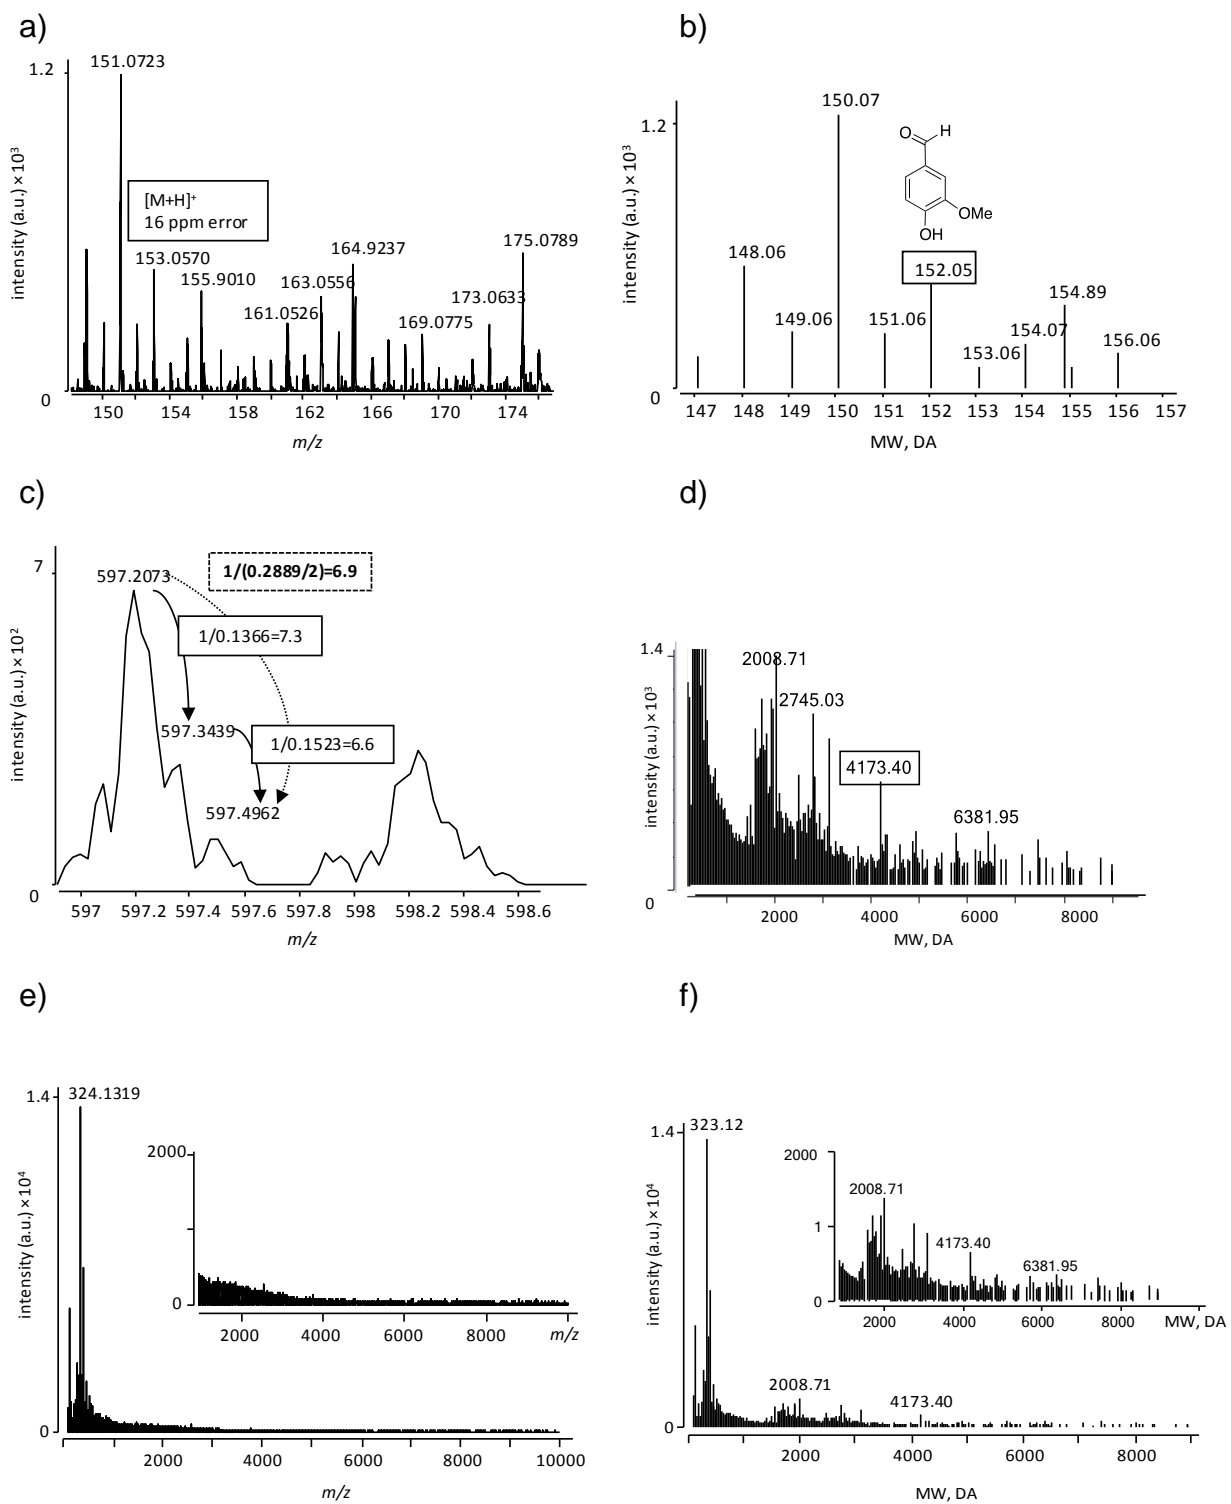 a)
1.2
151.0723
[M+H]⁺
16 ppm error
153.0570
155.9010
161.0526
163.0556
164.9237
169.0775
173.0633
175.0789
intensity (a.u.) × 10³
0
150 154 158 162 166 170 174
m/z
b)
150.07
1.2
O H
OMe
OH
148.06
149.06
151.06
152.05
153.06
154.07
154.89
156.06
intensity (a.u.) × 10³
0
147 148 149 150 151 152 153 154 155 156 157
MW, DA
c)
7
597.2073
1/(0.2889/2)=6.9
1/0.1366=7.3
597.3439
1/0.1523=6.6
597.4962
intensity (a.u.) × 10²
0
597 597.2 597.4 597.6 597.8 598 598.2 598.4 598.6
m/z
d)
1.4
2008.71
2745.03
4173.40
6381.95
intensity (a.u.) × 10³
0
2000 4000 6000 8000
MW, DA
e)
1.4
324.1319
2000
0
2000 4000 6000 8000 m/z
intensity (a.u.) ×10⁴
0
2000 4000 6000 8000 10000
m/z
f)
1.4
323.12
2000
2008.71
1
4173.40
6381.95
0
2000 4000 6000 8000 MW, DA
2008.71
4173.40
intensity (a.u.) ×10⁴
0
2000 4000 6000 8000
MW, DA